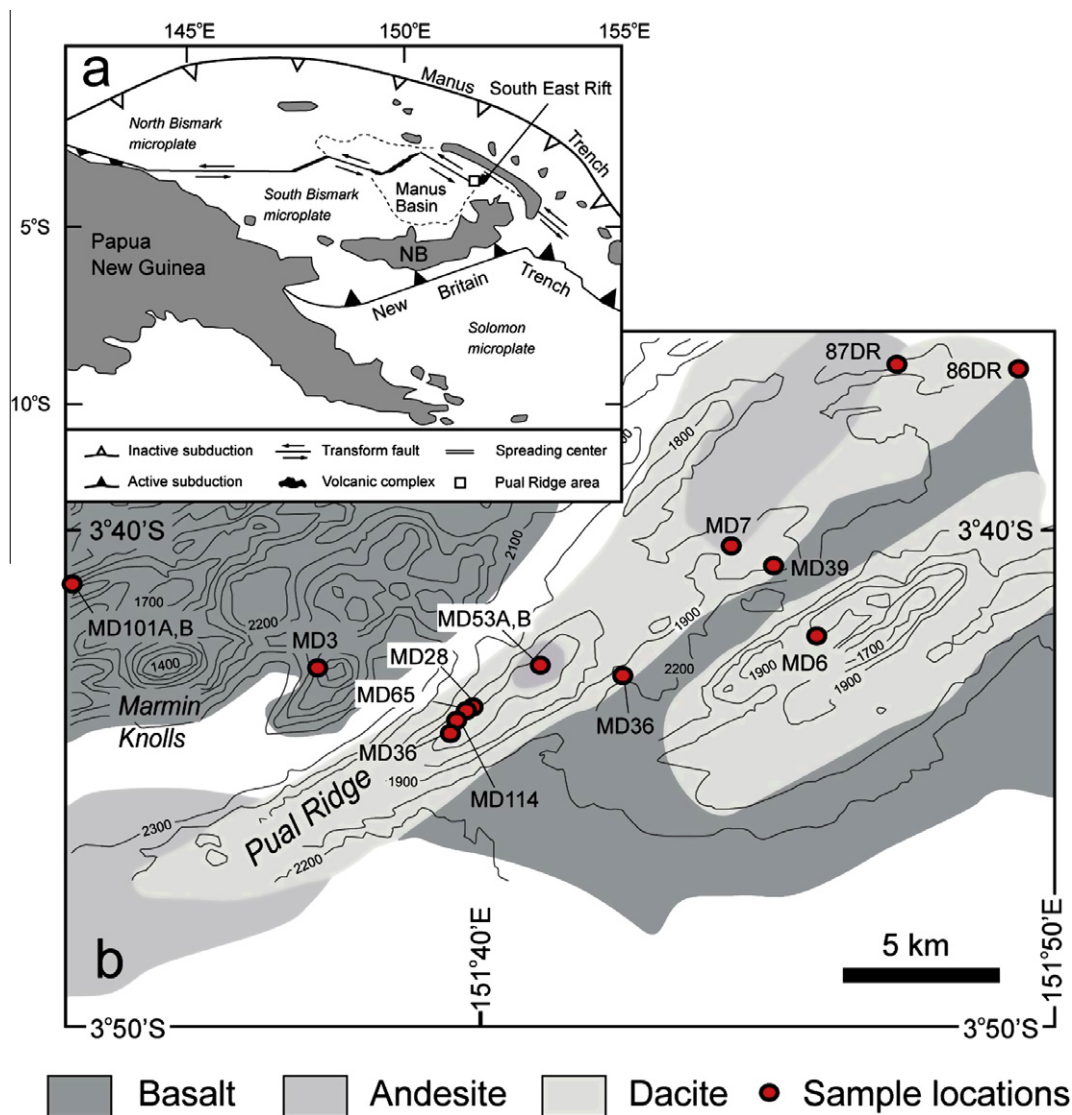 145°E 150°E 155°E
a
Manus
Trench
South East Rift
North Bismark
microplate
South Bismark
microplate
Manus
Basin
5°S
Papua
New Guinea
NB
New Britain Trench
Solomon
microplate
10°S
Inactive subduction Transform fault Spreading center
Active subduction Volcanic complex Pual Ridge area
87DR
86DR
1800
3°40'S 3°40'S
2100
MD7
MD39
1700
MD101A,B
2200
MD3
MD53A,B
1900
1400
MD28
2200
MD6
1700
1900
1900
Marmin
Knolls
MD65
MD36
MD36
1900
MD114
Pual Ridge
2300
2200
b
151°40'E
5 km
151°50'E
3°50'S 3°50'S
Basalt Andesite Dacite Sample locations